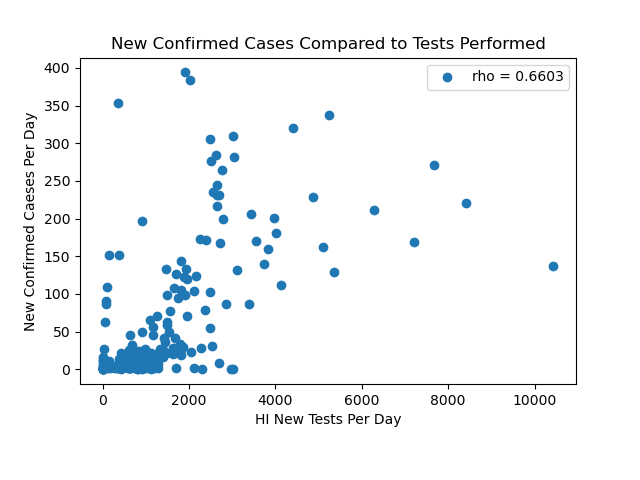 New Confirmed Cases Compared to Tests Performed
rho = 0.6603
New Confirmed Caeses Per Day
400
350
300
250
200
150
100
50
0
0 2000 4000 6000 8000 10000
HI New Tests Per Day